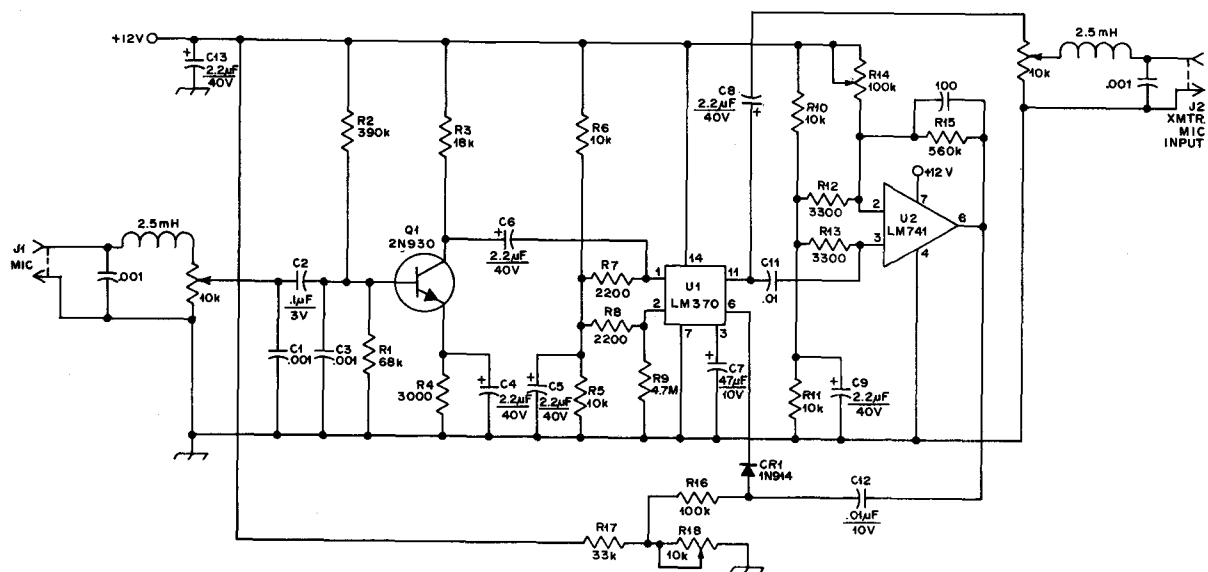 +12V
C13
2.2µF
40V
R2
390k
R3
18k
R6
10k
C8
2.2µF
40V
R10
10k
R14
100k
100
R15
560k
+12V
10k
2.5mH
.001
J2
XMTR
MIC
INPUT
J1
MIC
2.5mH
.001
10k
C2
.1µF
3V
C1
.001
C3
.001
R1
68k
Q1
2N930
C6
2.2µF
40V
R4
3000
C4
2.2µF
40V
C5
2.2µF
40V
R7
2200
R8
2200
R5
10k
R9
4.7M
1
2
14
11
6
7
3
U1
LM370
C7
47µF
10V
C11
.01
R12
3300
R13
3300
2
3
7
6
4
U2
LM741
R11
10k
C9
2.2µF
40V
CR1
1N914
R16
100k
C12
.01µF
10V
R17
33k
R18
10k